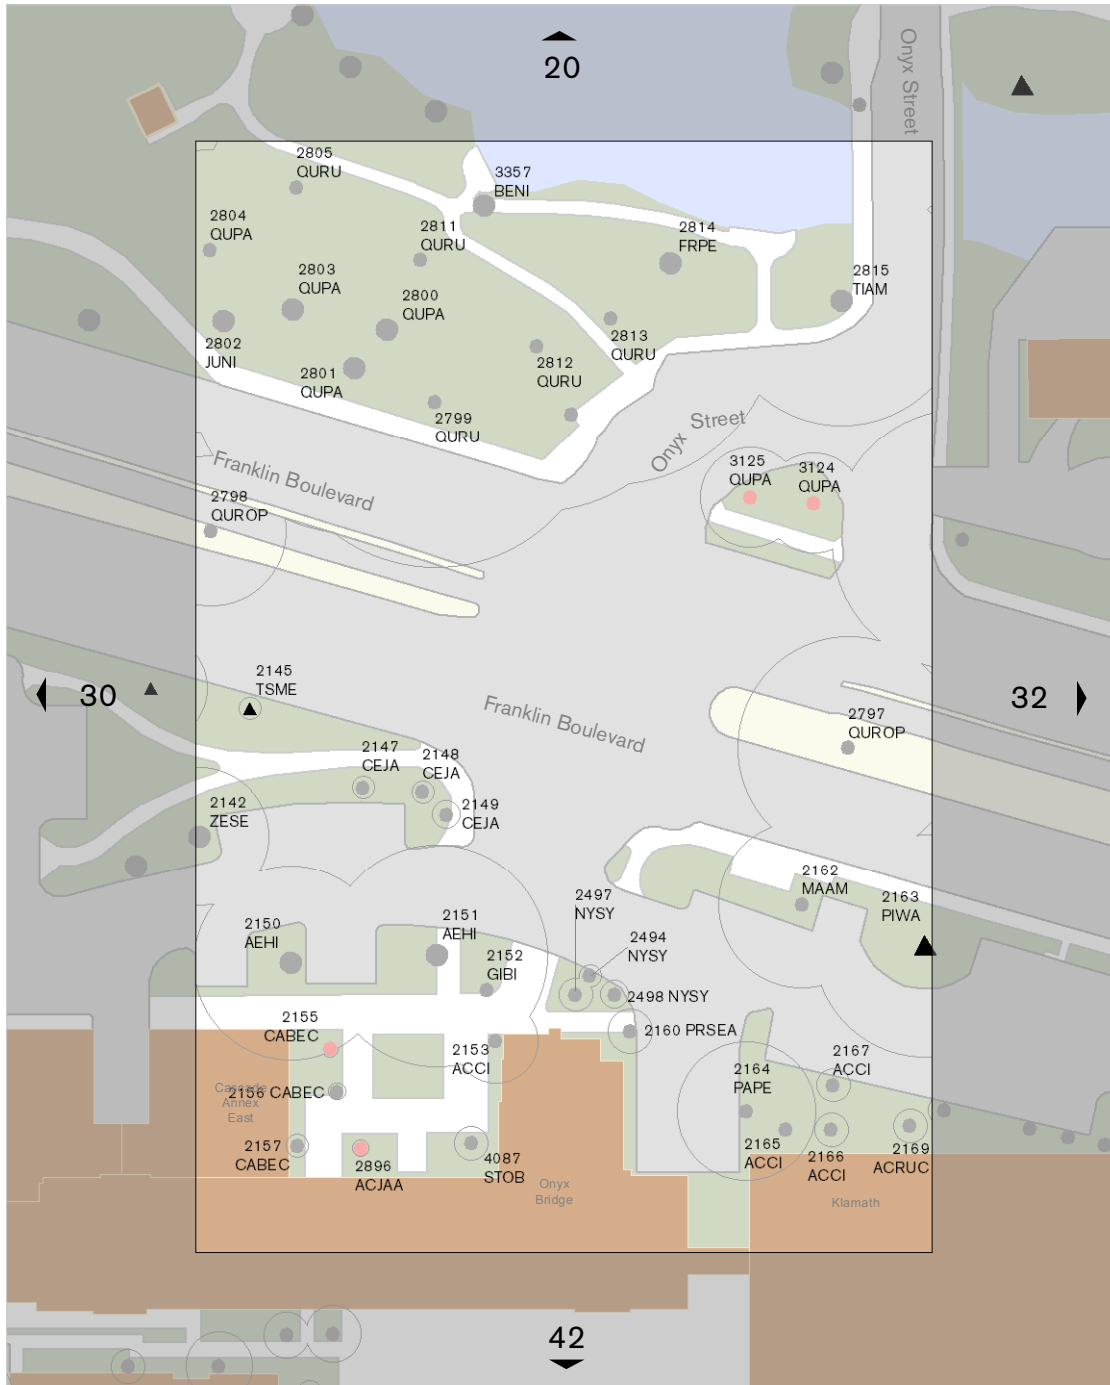 20
Onyx Street
2805
QURU
3357
BENI
2804
QUPA
2811
QURU
2814
FRPE
2803
QUPA
2800
QUPA
2815
TIAM
2802
JUNI
2813
QURU
2801
QUPA
2812
QURU
2799
QURU
Onyx Street
Franklin Boulevard
3125
QUPA
3124
QUPA
2798
QUROP
2145
TSME
30
32
Franklin Boulevard
2797
QUROP
2147
CEJA
2148
CEJA
2149
CEJA
2142
ZESE
2162
MAAM
2163
PIWA
2497
NYSY
2150
AEHI
2151
AEHI
2494
NYSY
2152
GIBI
2498 NYSY
2155
CABEC
2160 PRSEA
2153
ACCI
2167
ACCI
2164
PAPE
Cascade
Annex
East
2156 CABEC
2157
CABEC
2896
ACJAA
4087
STOB
2165
ACCI
2166
ACCI
2169
ACRUC
Onyx
Bridge
Klamath
42